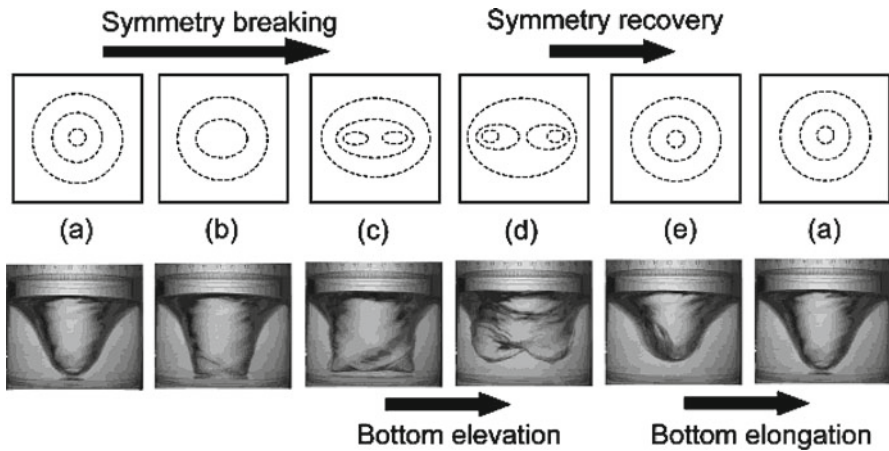 Symmetry breaking
Symmetry recovery
(a)
(b)
(c)
(d)
(e)
(a)
Bottom elevation
Bottom elongation